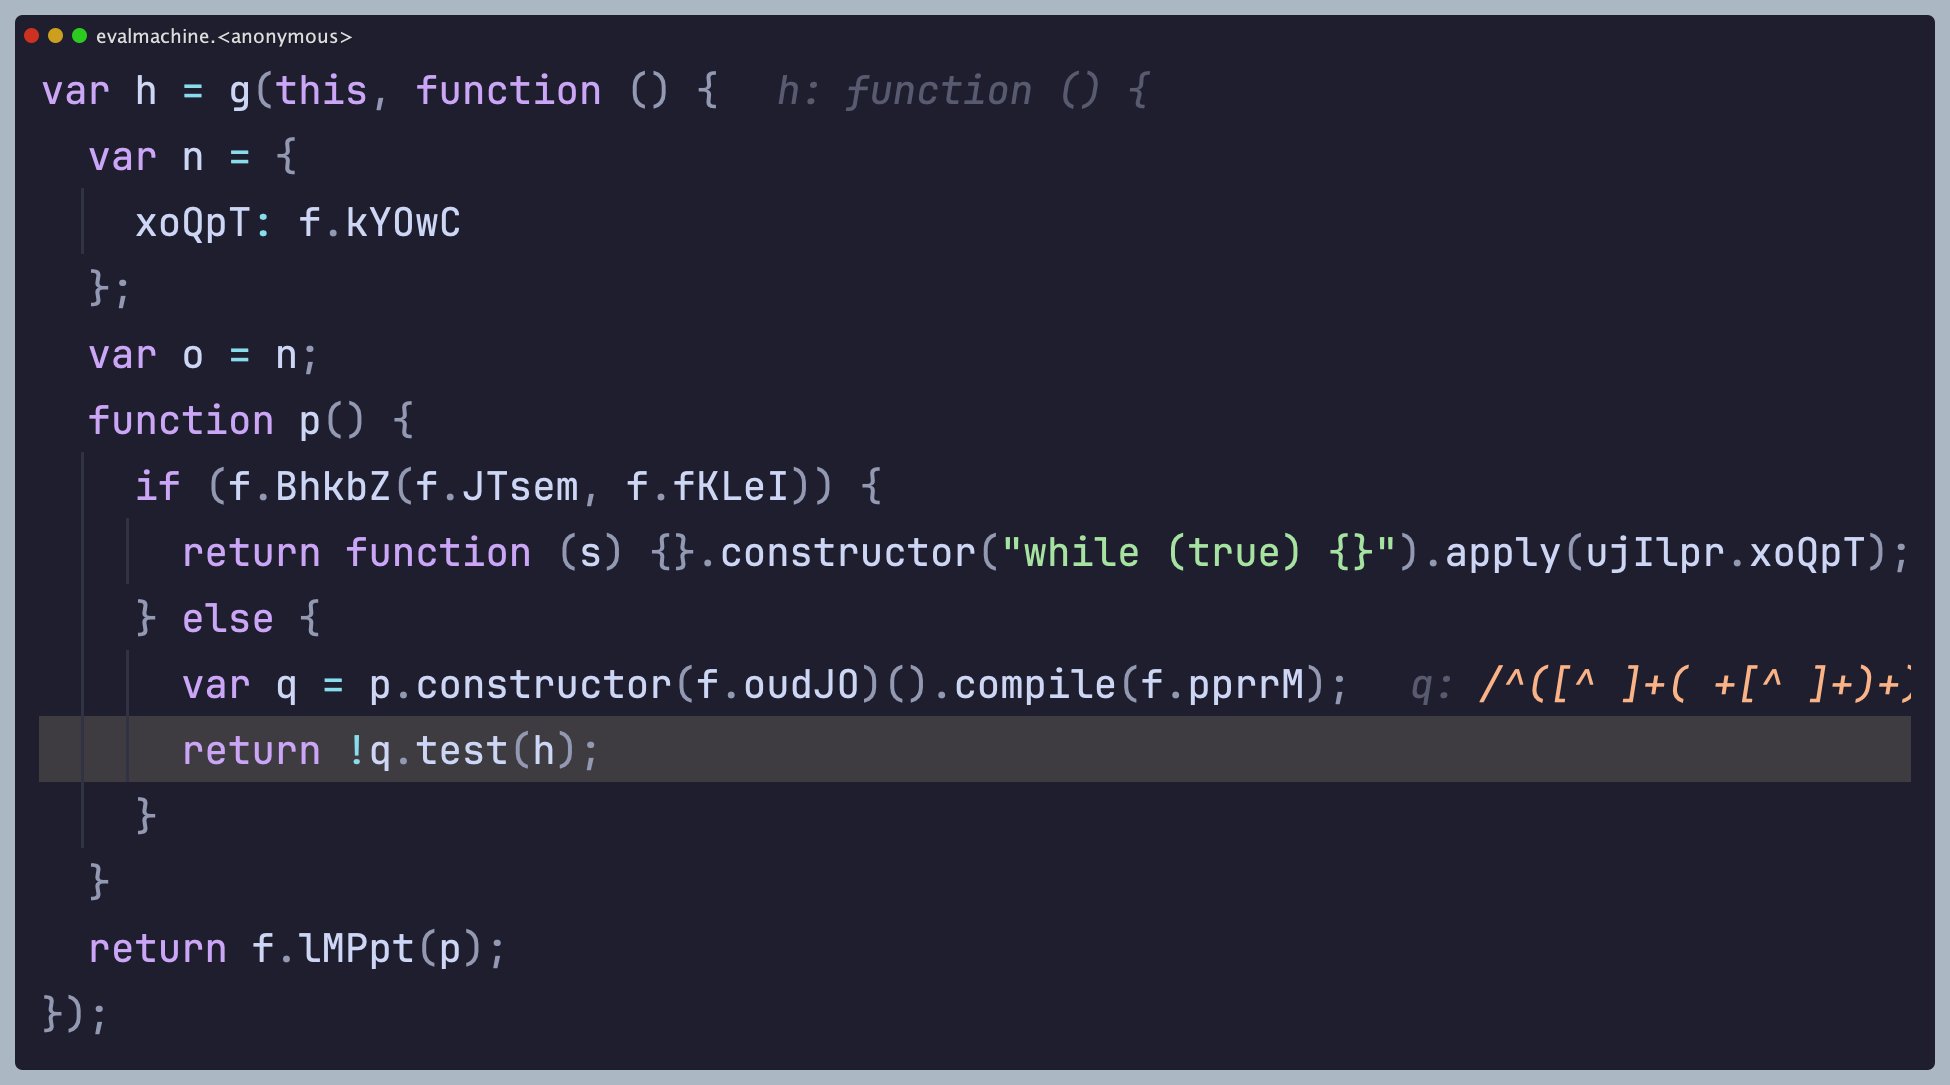 evalmachine.<anonymous>
var h = g(this, function () {   h: function () {
  var n = {
    xoQpT: f.kYOwC
  };
  var o = n;
  function p() {
    if (f.BhkbZ(f.JTsem, f.fKLeI)) {
      return function (s) {}.constructor("while (true) {}").apply(ujIlpr.xoQpT);
    } else {
      var q = p.constructor(f.oudJO)().compile(f.pprrM);   q: /^([^ ]+( +[^ ]+)+)
      return !q.test(h);
    }
  }
  return f.lMPpt(p);
});